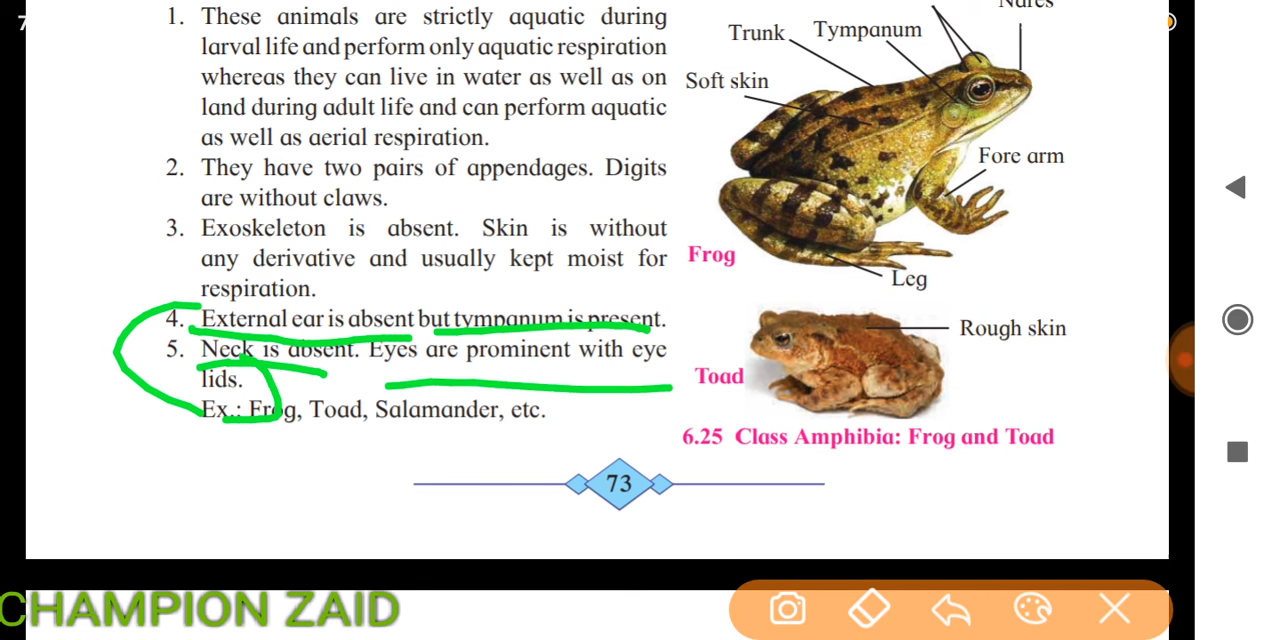 1. These animals are strictly aquatic during
larval life and perform only aquatic respiration
whereas they can live in water as well as on
land during adult life and can perform aquatic
as well as aerial respiration.
2. They have two pairs of appendages. Digits
are without claws.
3. Exoskeleton is absent. Skin is without
any derivative and usually kept moist for
respiration.
4. External ear is absent but tympanum is present.
5. Neck is absent. Eyes are prominent with eye
lids.
Ex.: Frog, Toad, Salamander, etc.
Nares
Trunk
Tympanum
Soft skin
Fore arm
Frog
Leg
Rough skin
Toad
6.25 Class Amphibia: Frog and Toad
73
CHAMPION ZAID